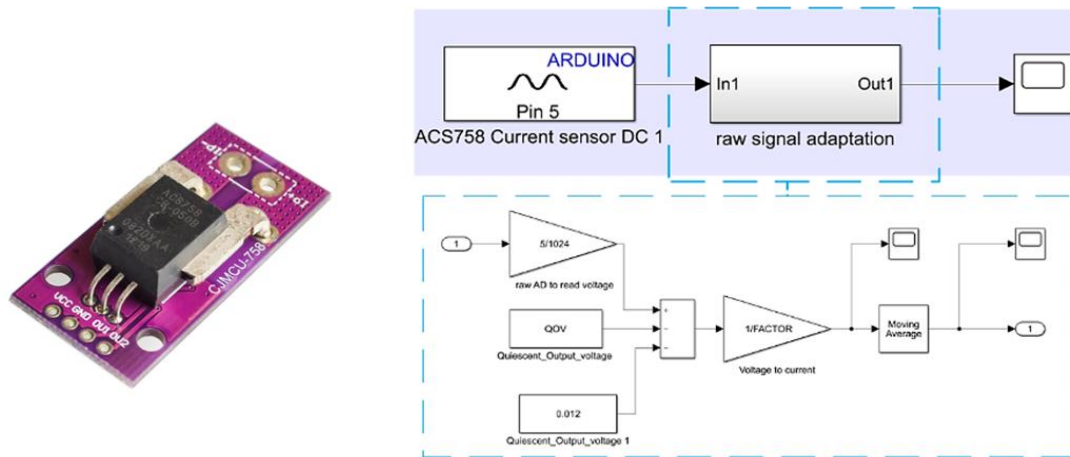 ACS758
0820YAA
CJMCU-758
VCC GND OU1 OU2
ARDUINO
Pin 5
ACS758 Current sensor DC 1
In1
Out1
raw signal adaptation
1
5/1024
raw AD to read voltage
QOV
Quiescent_Output_voltage
0.012
Quiescent_Output_voltage 1
+
−
−
1/FACTOR
Voltage to current
Moving
Average
1